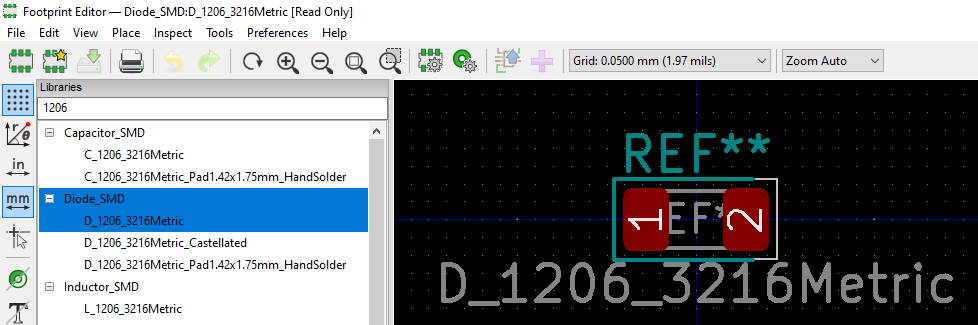 Footprint Editor — Diode_SMD:D_1206_3216Metric [Read Only]
File Edit View Place Inspect Tools Preferences Help
Grid: 0.0500 mm (1.97 mils) Zoom Auto
Libraries
1206
Capacitor_SMD
C_1206_3216Metric
C_1206_3216Metric_Pad1.42x1.75mm_HandSolder
Diode_SMD
D_1206_3216Metric
D_1206_3216Metric_Castellated
D_1206_3216Metric_Pad1.42x1.75mm_HandSolder
Inductor_SMD
L_1206_3216Metric
r θ
in
mm
T
REF**
1 EF* 2
D_1206_3216Metric